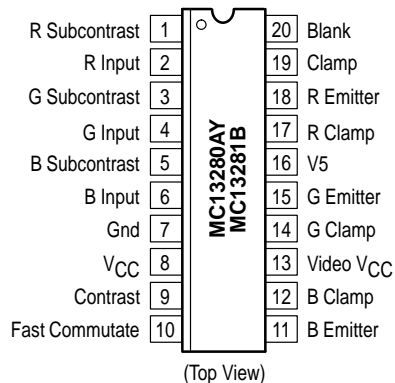 R Subcontrast 1 20 Blank
R Input 2 19 Clamp
G Subcontrast 3 18 R Emitter
G Input 4 17 R Clamp
B Subcontrast 5 16 V5
B Input 6 15 G Emitter
Gnd 7 14 G Clamp
VCC 8 13 Video VCC
Contrast 9 12 B Clamp
Fast Commutate 10 11 B Emitter
MC13280AY
MC13281B
(Top View)